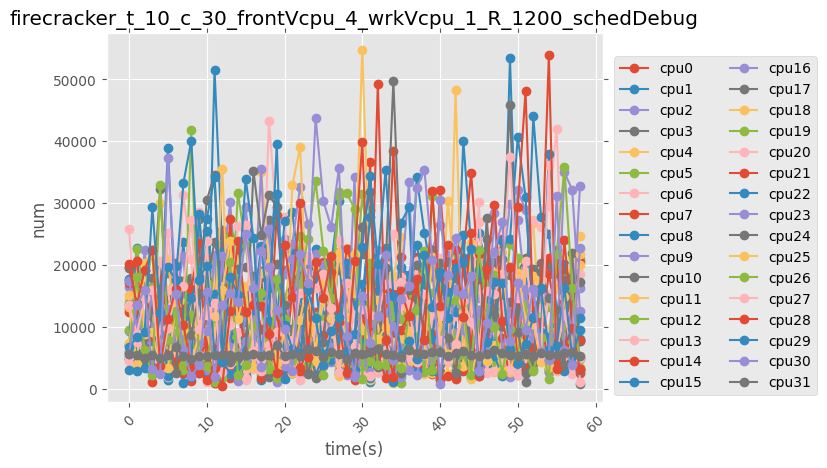 firecracker_t_10_c_30_frontVcpu_4_wrkVcpu_1_R_1200_schedDebug
num
50000
40000
30000
20000
10000
0
0
10
20
30
40
50
60
time(s)
cpu0
cpu1
cpu2
cpu3
cpu4
cpu5
cpu6
cpu7
cpu8
cpu9
cpu10
cpu11
cpu12
cpu13
cpu14
cpu15
cpu16
cpu17
cpu18
cpu19
cpu20
cpu21
cpu22
cpu23
cpu24
cpu25
cpu26
cpu27
cpu28
cpu29
cpu30
cpu31